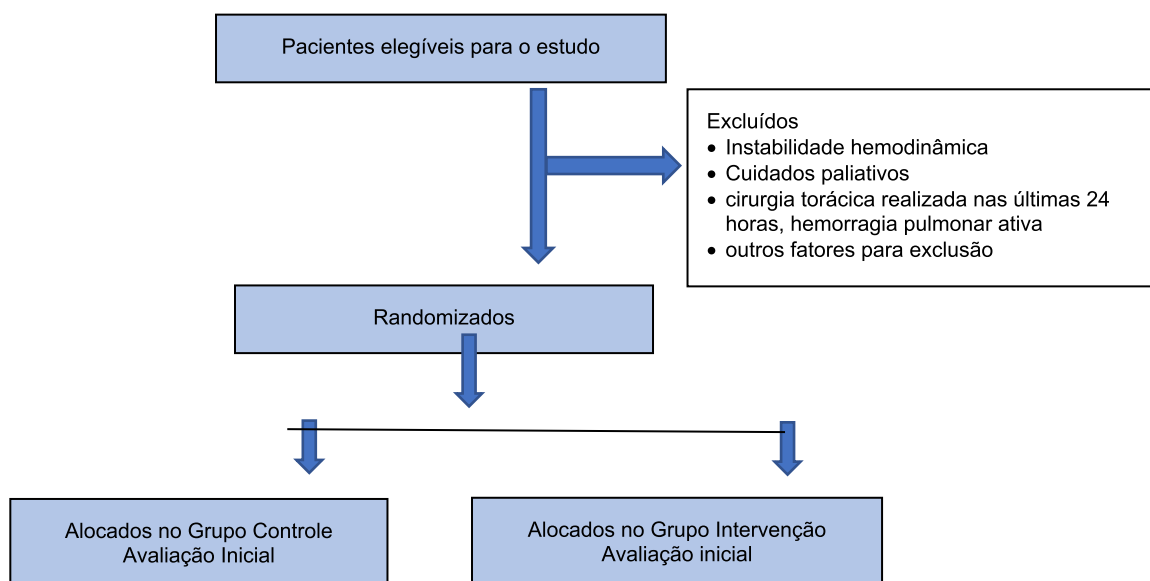 Pacientes elegíveis para o estudo
Excluídos
• Instabilidade hemodinâmica
• Cuidados paliativos
• cirurgia torácica realizada nas últimas 24
horas, hemorragia pulmonar ativa
• outros fatores para exclusão
Randomizados
Alocados no Grupo Controle
Avaliação Inicial
Alocados no Grupo Intervenção
Avaliação inicial